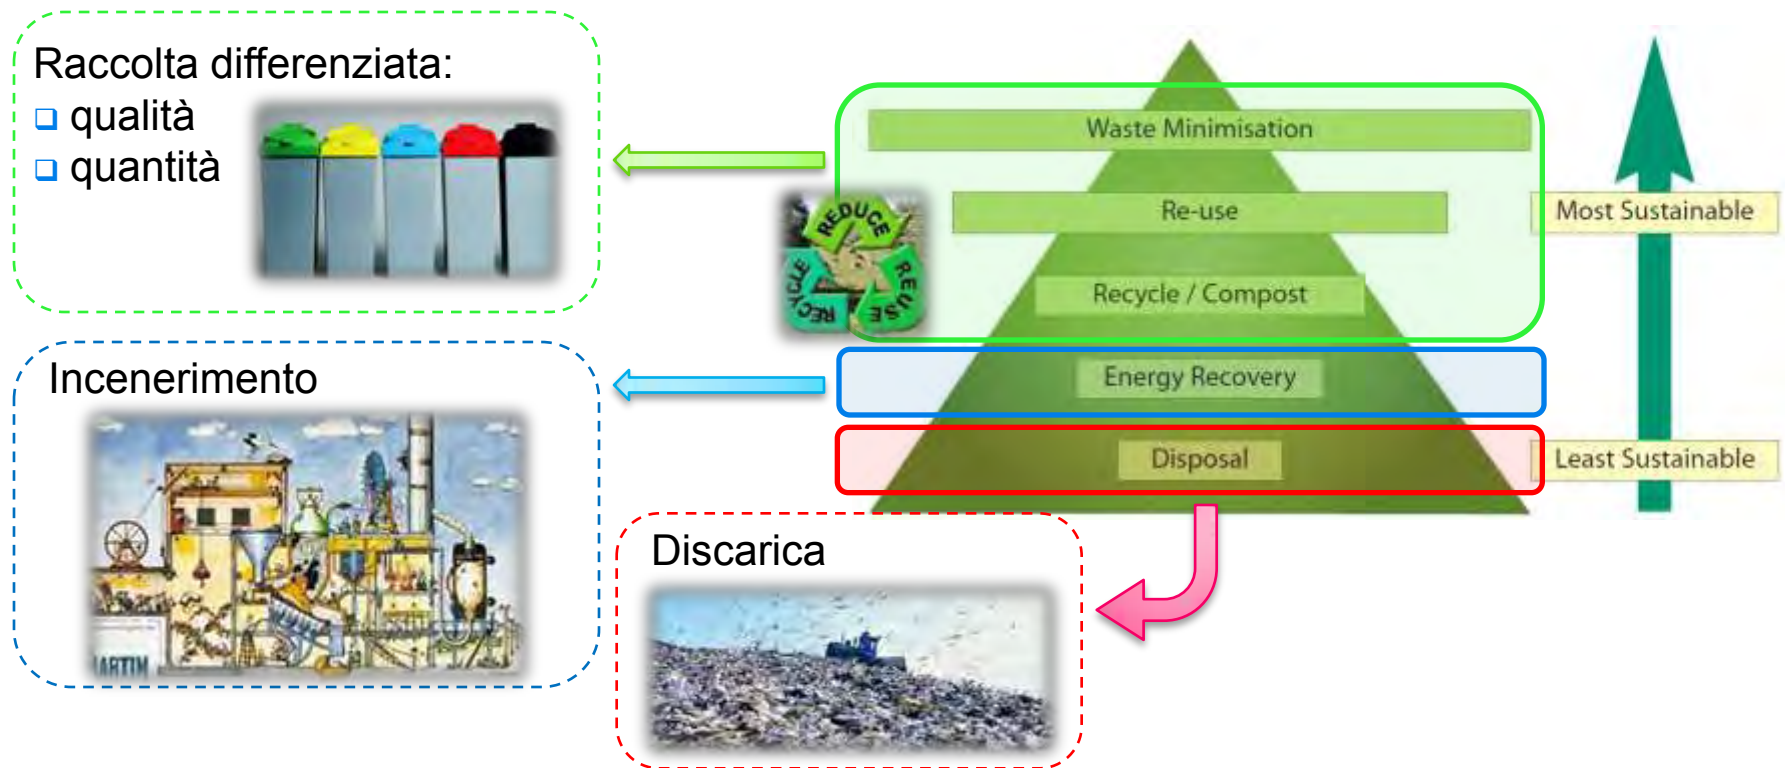 Raccolta differenziata:
qualità
quantità
Waste Minimisation
REDUCE
REUSE
RECYCLE
Re-use
Most Sustainable
Recycle / Compost
Incenerimento
Energy Recovery
Disposal
Least Sustainable
Discarica
MARTIN